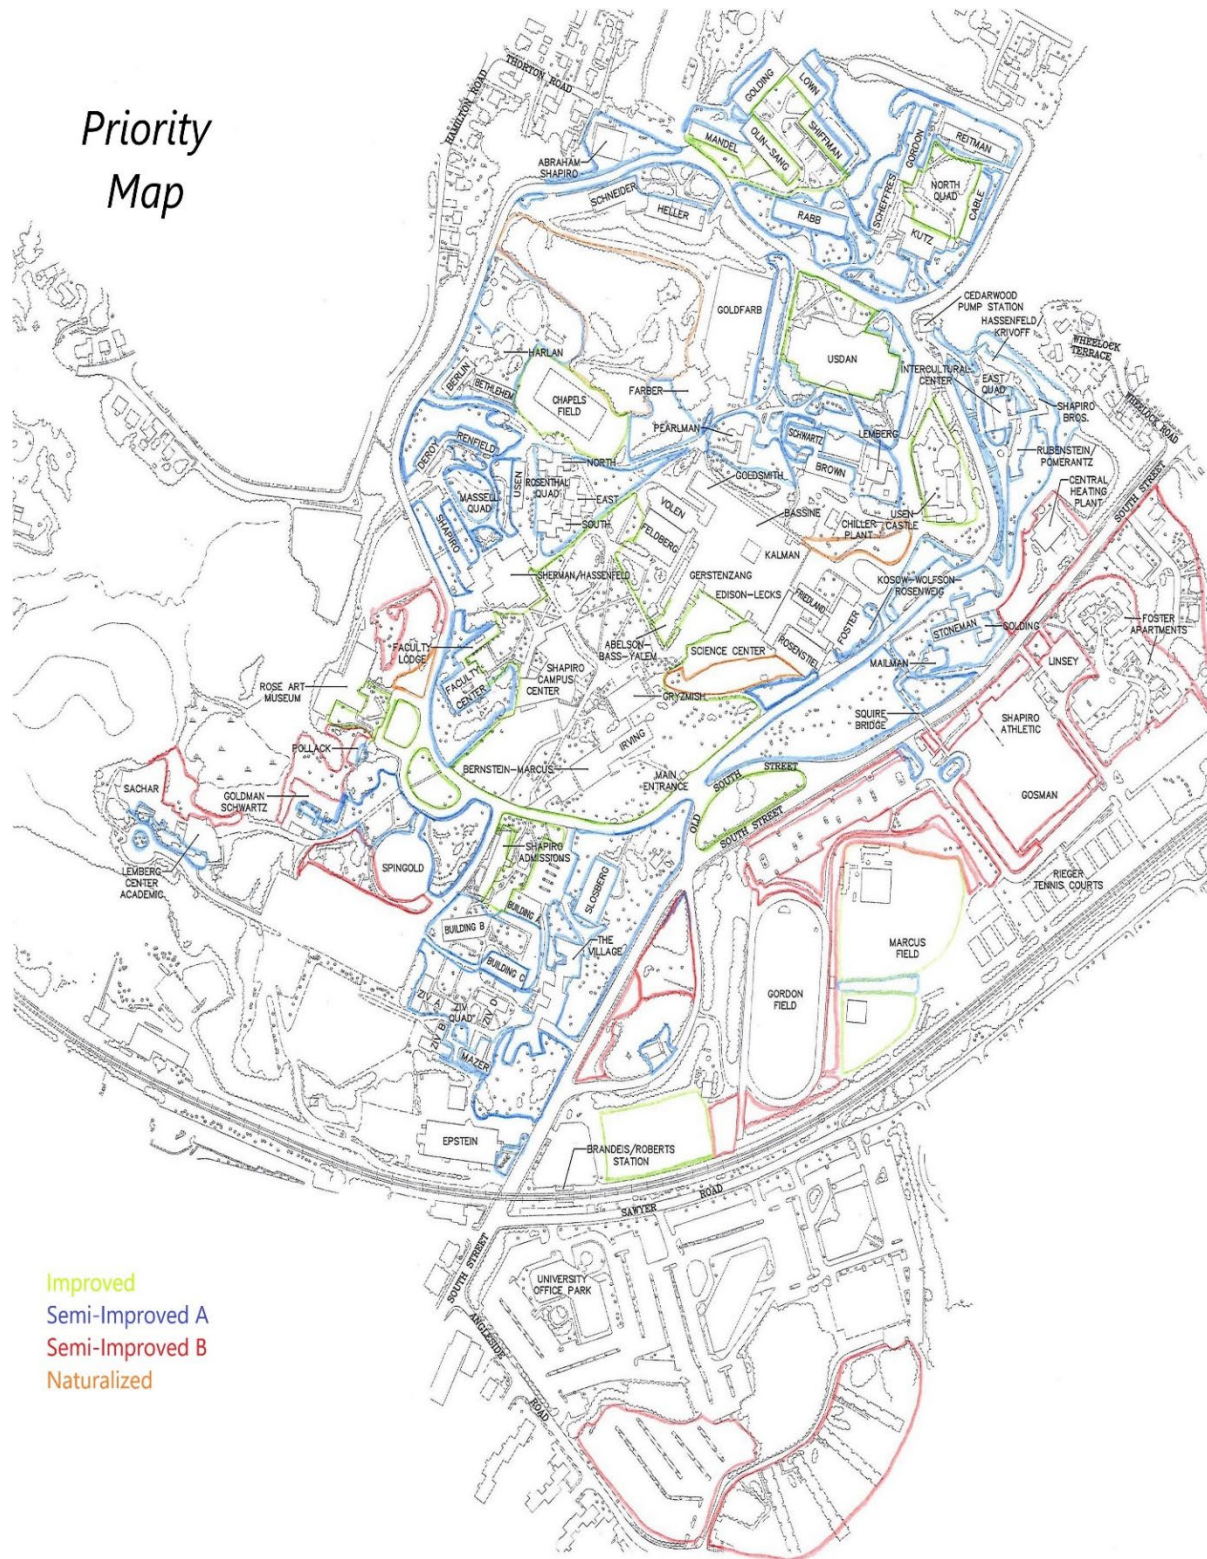 Priority
Map
THORTON ROAD
HAMILTON ROAD
ABRAHAM
SHAPIRO
GOLDING
LOWN
MANDEL
OLIN-SANG
SHIFFMAN
GORDON
REITMAN
SCHNEIDER
HELLER
RABB
SCHEFFRES
NORTH
QUAD
CABLE
KUTZ
GOLDFARB
CEDARWOOD
PUMP STATION
HASSENFELD
KRIVOFF
WHEELOCK
TERRACE
USDAN
INTERCULTURAL
CENTER
EAST
QUAD
HARLAN
BERLIN
BETHLEHEM
CHAPELS
FIELD
FARBER
PEARLMAN
SCHWARTZ
LEMBERG
BROWN
SHAPIRO
BROS.
WHEELOCK ROAD
RUBENSTEIN/
POMERANTZ
CENTRAL
HEATING
PLANT
SOUTH STREET
RENFIELD
DEROY
NORTH
USEN
ROSENTHAL
QUAD
EAST
SOUTH
MASSELL
QUAD
SHAPIRO
GOLDSMITH
VOLEN
FELDBERG
BASSINE
USEN
CASTLE
CHILLER
PLANT
KALMAN
SHERMAN/HASSENFELD
GERSTENZANG
EDISON-LECKS
FRIEDLAND
KOSOW-WOLFSON-
ROSENWEIG
FOSTER
ROSENSTIEL
STONEMAN
GOLDING
FOSTER
APARTMENTS
ABELSON-
BASS-YALEM
SCIENCE CENTER
MAILMAN
LINSEY
FACULTY
LODGE
FACULTY
CENTER
SHAPIRO
CAMPUS
CENTER
ROSE ART
MUSEUM
GRYZMISH
SQUIRE
BRIDGE
SHAPIRO
ATHLETIC
IRVING
POLLACK
BERNSTEIN-MARCUS
MAIN
ENTRANCE
OLD SOUTH STREET
SOUTH STREET
GOSMAN
SACHAR
GOLDMAN
SCHWARTZ
LEMBERG
CENTER
ACADEMIC
SPINGOLD
SHAPIRO
ADMISSIONS
SLOSBERG
RIEGER
TENNIS COURTS
BUILDING A
BUILDING B
BUILDING C
THE
VILLAGE
MARCUS
FIELD
GORDON
FIELD
ZIV A
ZIV
QUAD
ZIV D
ZIV B
MAZER
EPSTEIN
BRANDEIS/ROBERTS
STATION
SAWYER ROAD
SOUTH STREET
UNIVERSITY
OFFICE PARK
ANGLESIDE
ROAD
Improved
Semi-Improved A
Semi-Improved B
Naturalized